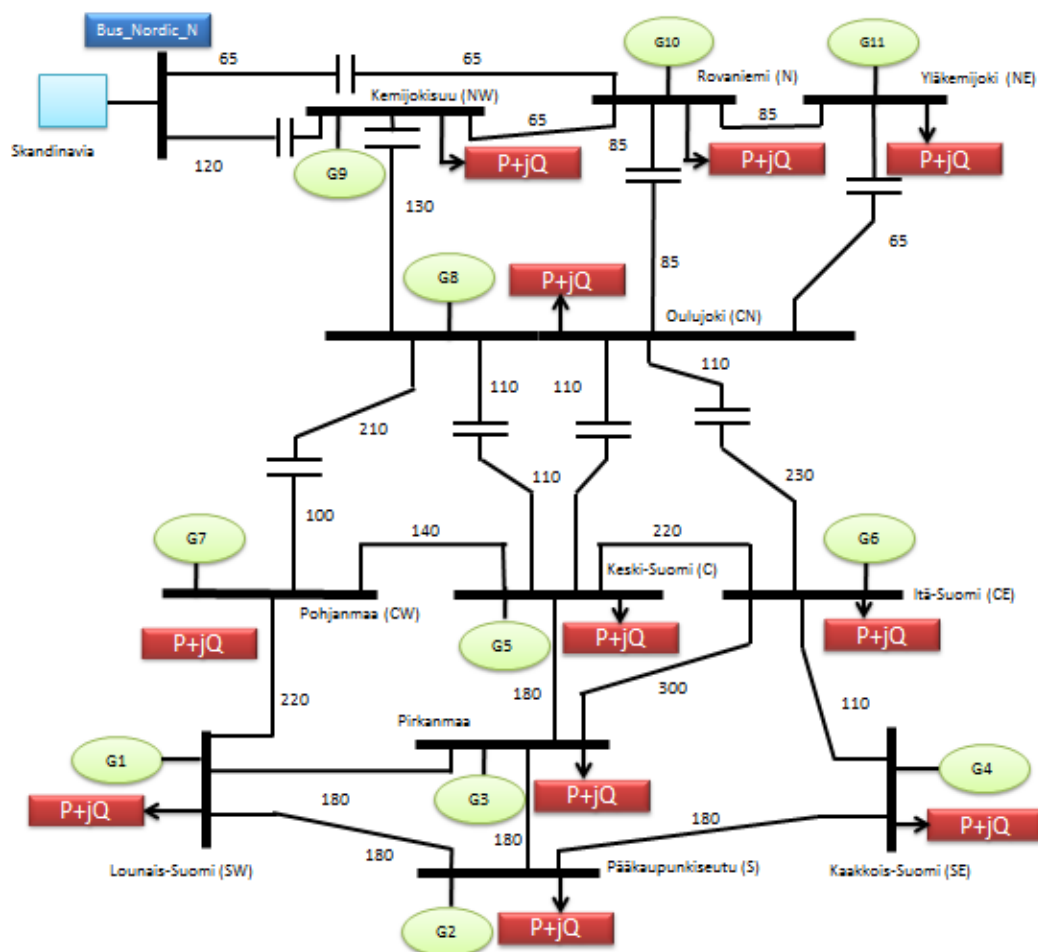 Bus_Nordic_N
G10
G11
65
65
Rovaniemi (N)
Yläkemijoki (NE)
Kemijokisuu (NW)
Skandinavia
65
85
85
120
P+jQ
P+jQ
P+jQ
G9
130
65
85
G8
P+jQ
Oulujoki (CN)
110
110
110
210
110
230
100
G7
140
220
G6
Keski-Suomi (C)
Itä-Suomi (CE)
Pohjanmaa (CW)
P+jQ
G5
P+jQ
P+jQ
220
180
300
110
Pirkanmaa
G1
G3
G4
P+jQ
P+jQ
P+jQ
180
180
180
180
Lounais-Suomi (SW)
Pääkaupunkiseutu (S)
Kaakkois-Suomi (SE)
G2
P+jQ